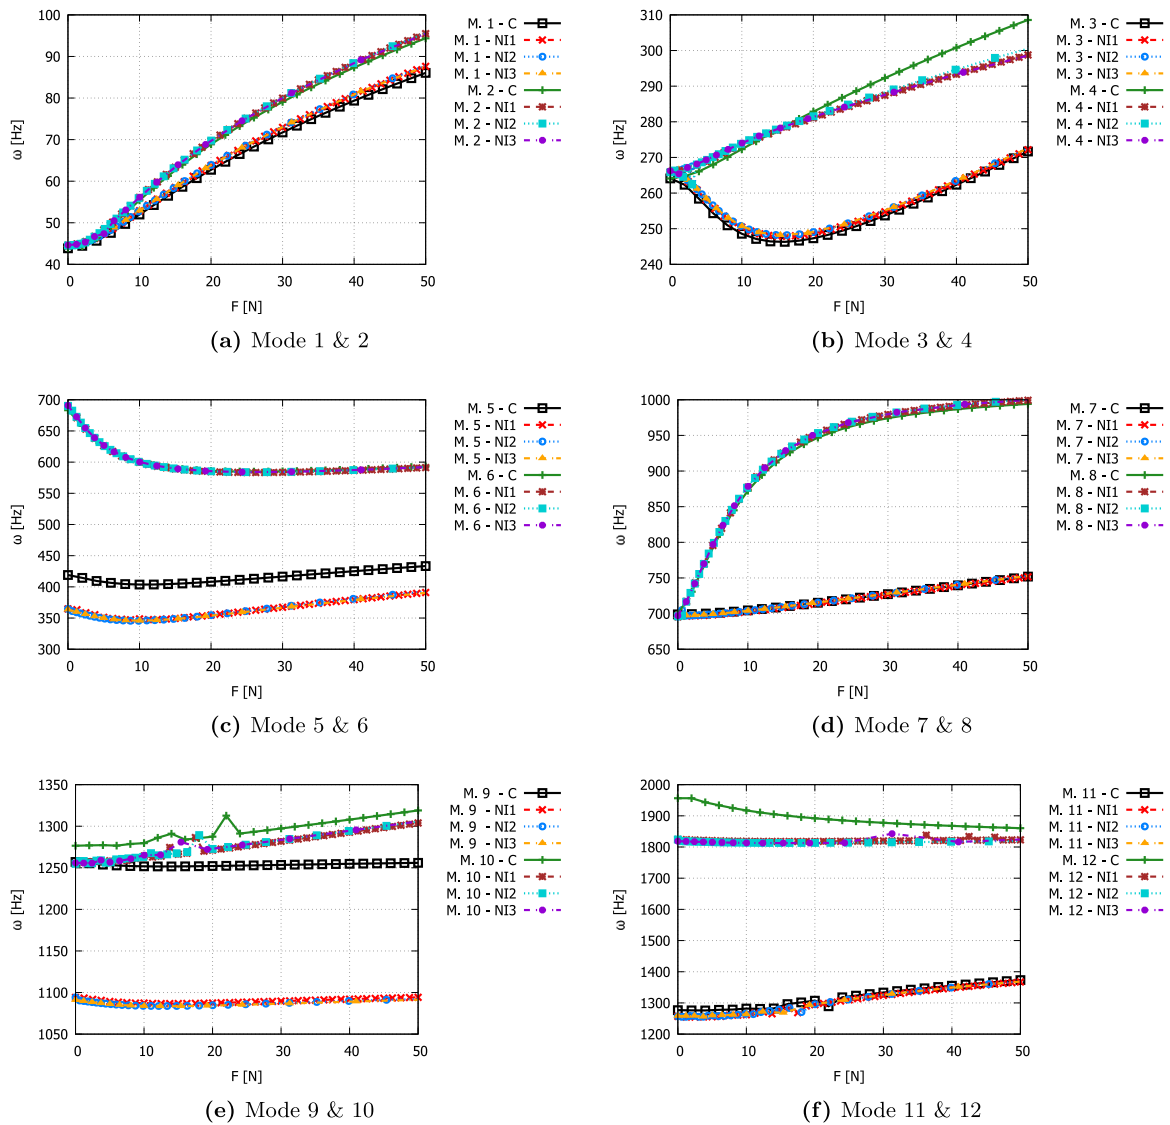 100
90
80
70
60
50
40
ω [Hz]
0 10 20 30 40 50
F [N]
M. 1 - C
M. 1 - NI1
M. 1 - NI2
M. 1 - NI3
M. 2 - C
M. 2 - NI1
M. 2 - NI2
M. 2 - NI3
(a) Mode 1 & 2
310
300
290
280
270
260
250
240
ω [Hz]
0 10 20 30 40 50
F [N]
M. 3 - C
M. 3 - NI1
M. 3 - NI2
M. 3 - NI3
M. 4 - C
M. 4 - NI1
M. 4 - NI2
M. 4 - NI3
(b) Mode 3 & 4
700
650
600
550
500
450
400
350
300
ω [Hz]
0 10 20 30 40 50
F [N]
M. 5 - C
M. 5 - NI1
M. 5 - NI2
M. 5 - NI3
M. 6 - C
M. 6 - NI1
M. 6 - NI2
M. 6 - NI3
(c) Mode 5 & 6
1000
950
900
850
800
750
700
650
ω [Hz]
0 10 20 30 40 50
F [N]
M. 7 - C
M. 7 - NI1
M. 7 - NI2
M. 7 - NI3
M. 8 - C
M. 8 - NI1
M. 8 - NI2
M. 8 - NI3
(d) Mode 7 & 8
1350
1300
1250
1200
1150
1100
1050
ω [Hz]
0 10 20 30 40 50
F [N]
M. 9 - C
M. 9 - NI1
M. 9 - NI2
M. 9 - NI3
M. 10 - C
M. 10 - NI1
M. 10 - NI2
M. 10 - NI3
(e) Mode 9 & 10
2000
1900
1800
1700
1600
1500
1400
1300
1200
ω [Hz]
0 10 20 30 40 50
F [N]
M. 11 - C
M. 11 - NI1
M. 11 - NI2
M. 11 - NI3
M. 12 - C
M. 12 - NI1
M. 12 - NI2
M. 12 - NI3
(f) Mode 11 & 12